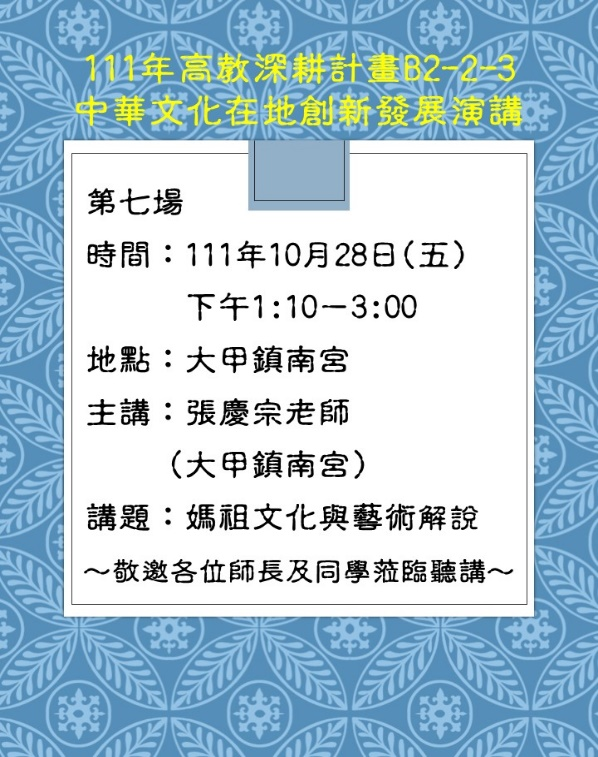 111年高教深耕計畫B2-2-3
中華文化在地創新發展演講
第七場
時間：111年10月28日(五)
下午1:10－3:00
地點：大甲鎮南宮
主講：張慶宗老師
(大甲鎮南宮)
講題：媽祖文化與藝術解說
～敬邀各位師長及同學蒞臨聽講～